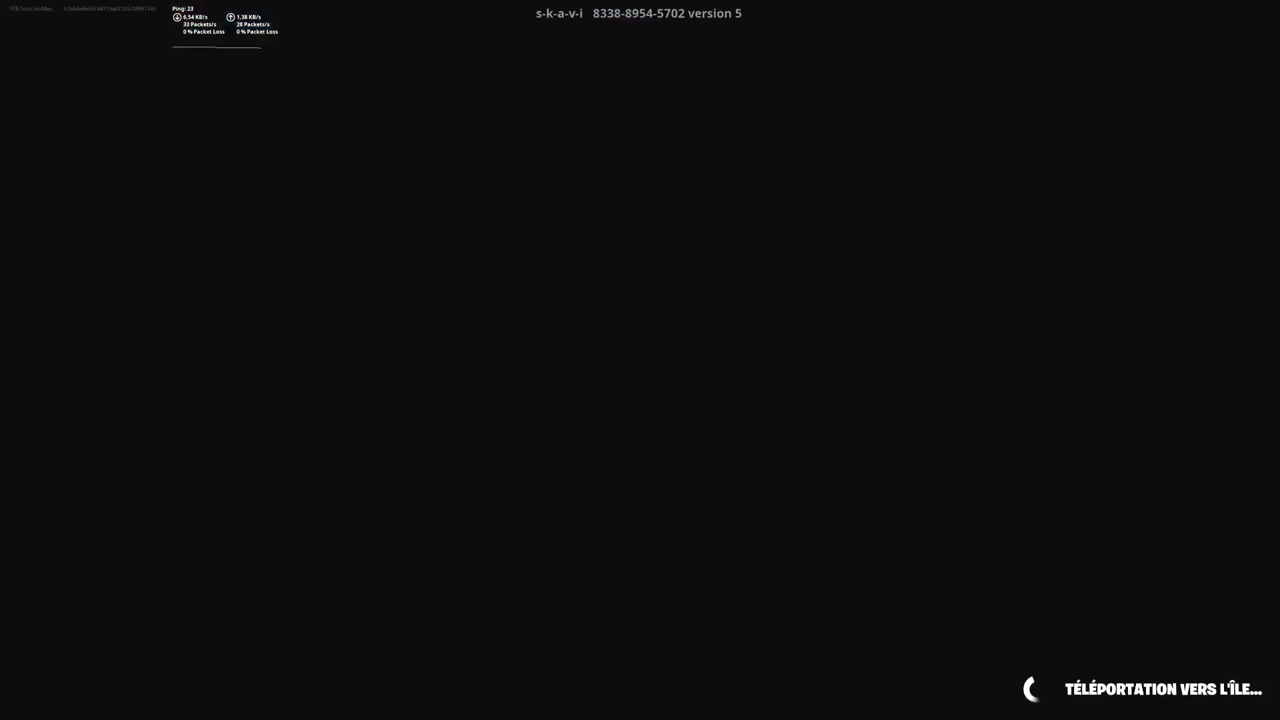 Ping: 23
6,54 KB/s 1,38 KB/s
33 Packets/s 28 Packets/s
0 % Packet Loss 0 % Packet Loss
s-k-a-v-i 8338-8954-5702 version 5
TÉLÉPORTATION VERS L'ÎLE...